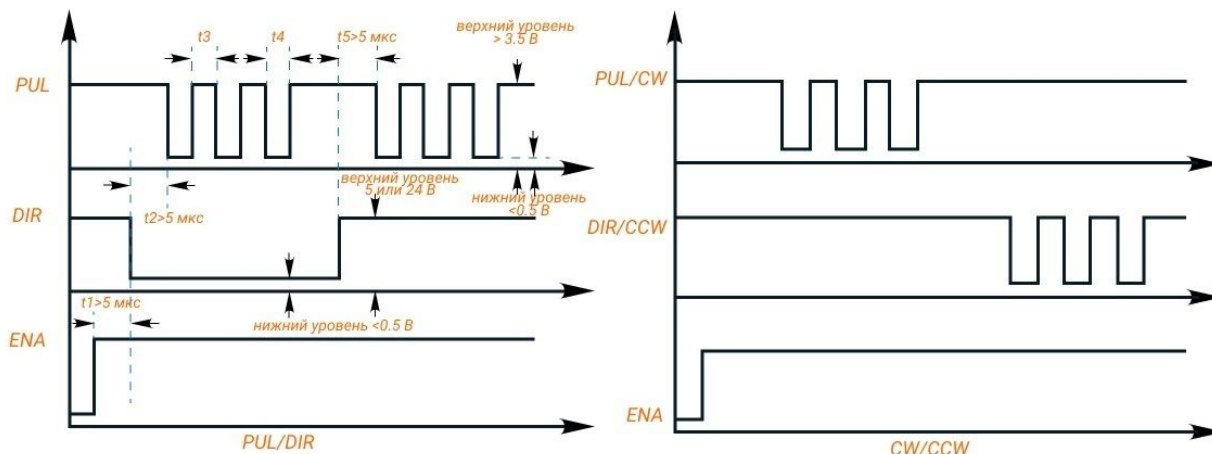 t3
t4
t5>5 мкс
верхний уровень
> 3.5 В
PUL
верхний уровень
5 или 24 В
нижний уровень
<0.5 В
DIR
t2>5 мкс
t1>5 мкс
нижний уровень <0.5 В
ENA
PUL/DIR
PUL/CW
DIR/CCW
ENA
CW/CCW